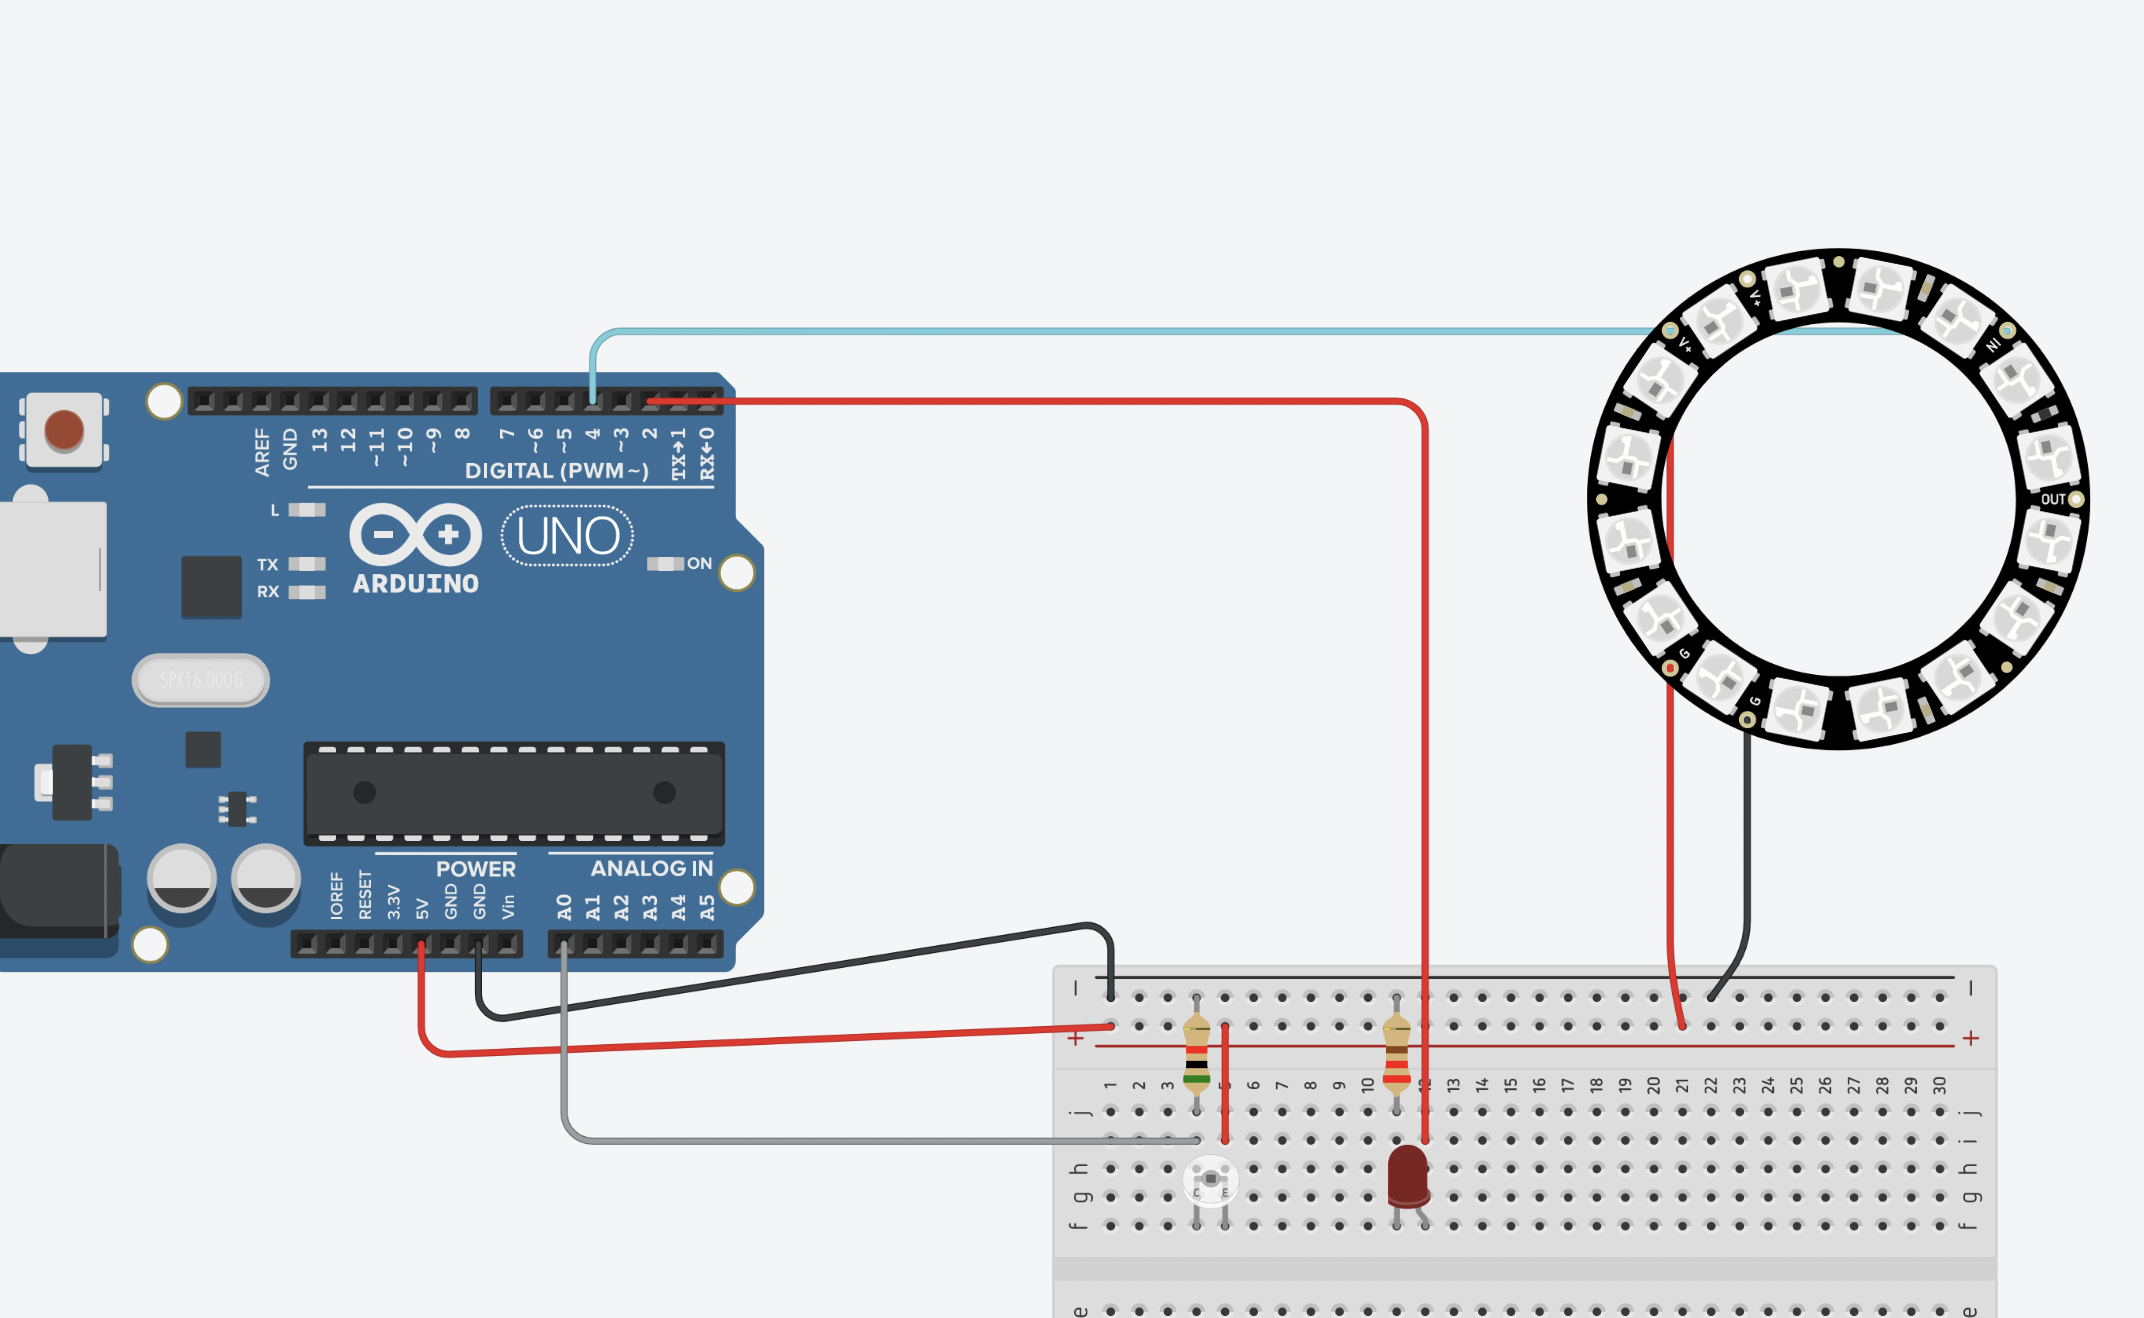 AREF
GND
13
12
~11
~10
~9
8
7
~6
~5
4
~3
2
TX→1
RX←0
DIGITAL (PWM ~)
L
TX
RX
ARDUINO
UNO
ON
SPK16.000G
POWER
ANALOG IN
IOREF
RESET
3.3V
5V
GND
GND
Vin
A0
A1
A2
A3
A4
A5
V+
V+
IN
OUT
G
G
− −
+ +
1 2 3 5 6 7 8 9 10 12 13 14 15 16 17 18 19 20 21 22 23 24 25 26 27 28 29 30
j j
i i
h h
g g
f f
C E
e e